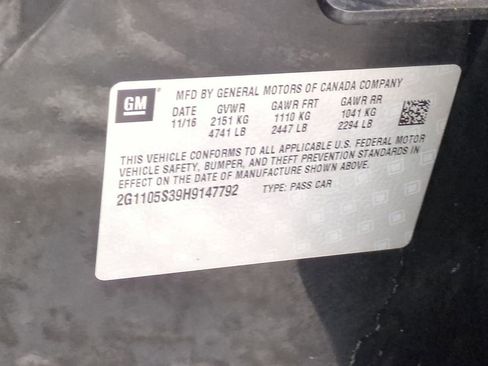 GM
MFD BY GENERAL MOTORS OF CANADA COMPANY
DATE GVWR GAWR FRT GAWR RR
11/16 2151 KG 1110 KG 1041 KG
4741 LB 2447 LB 2294 LB
THIS VEHICLE CONFORMS TO ALL APPLICABLE U.S. FEDERAL MOTOR
VEHICLE SAFETY, BUMPER, AND THEFT PREVENTION STANDARDS IN
EFFECT ON THE DATE OF MANUFACTURE SHOWN ABOVE.
2G1105S39H9147792 TYPE: PASS CAR